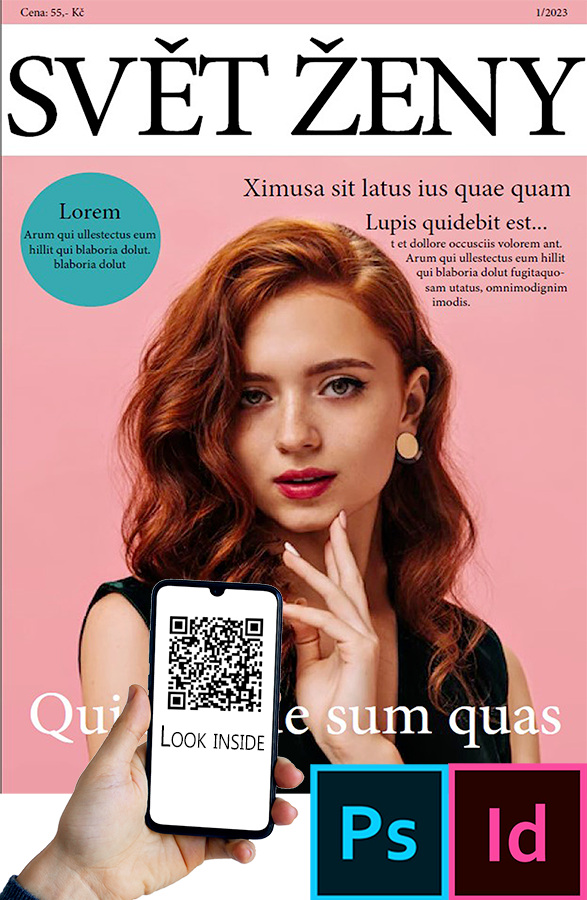 Cena: 55,- Kč
1/2023
SVĚT ŽENY
Lorem
Arum qui ullestectus eum
hillit qui blaboria dolut.
blaboria dolut
Ximusa sit latus ius quae quam
Lupis quidebit est...
t et dollore occusciis volorem ant.
Arum qui ullestectus eum hillit
qui blaboria dolut fugitaquo-
sam utatus, omnimodignim
imodis.
sum quas
LOOK INSIDE
Ps
Id